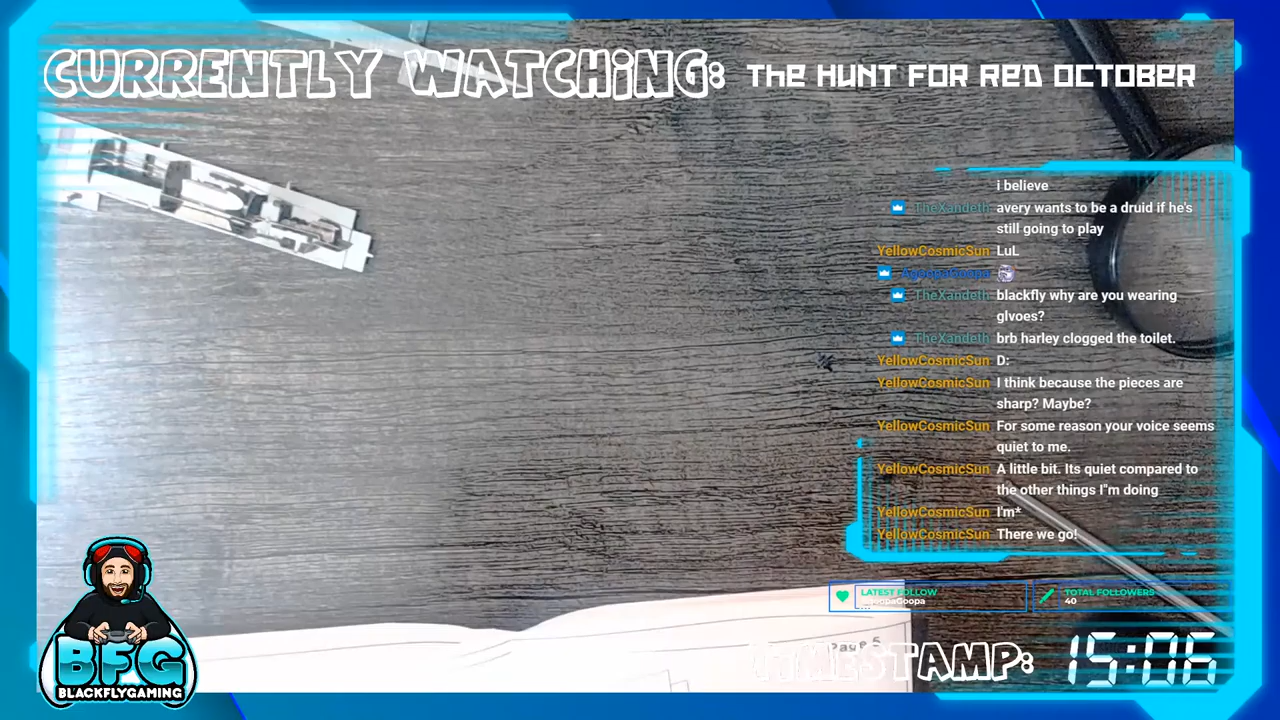 CURRENTLY WATCHiNG: The HUNT FOR RED OCTOBER
i believe
TheXandeth avery wants to be a druid if he's
still going to play
YellowCosmicSun LuL
AgoopaGoopa
TheXandeth blackfly why are you wearing
glvoes?
TheXandeth brb harley clogged the toilet.
YellowCosmicSun D:
YellowCosmicSun I think because the pieces are
sharp? Maybe?
YellowCosmicSun For some reason your voice seems
quiet to me.
YellowCosmicSun A little bit. Its quiet compared to
the other things I"m doing
YellowCosmicSun I'm*
YellowCosmicSun There we go!
LATEST FOLLOW
TOTAL FOLLOWERS
40
Page 5
TIMESTAMP: 15:06
BFG
BLACKFLYGAMING